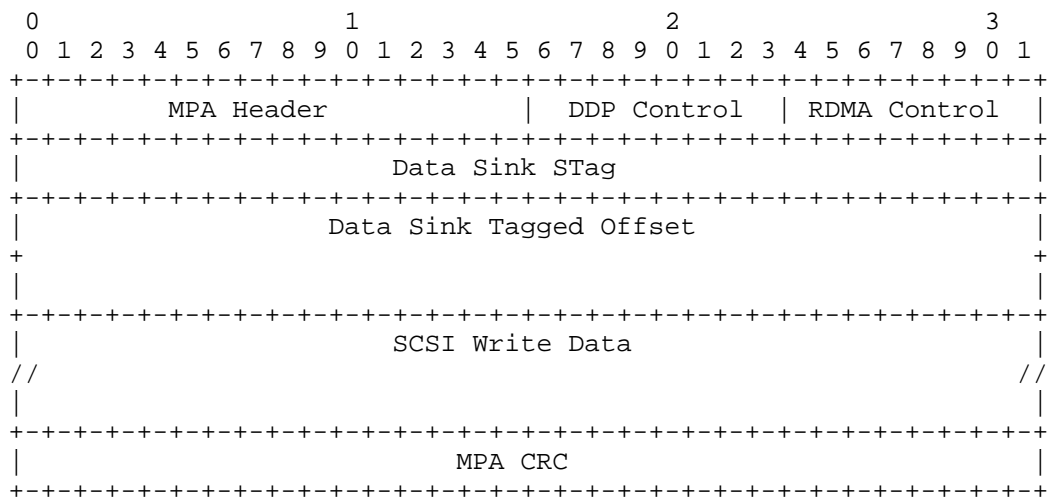 0                   1                   2                   3
0 1 2 3 4 5 6 7 8 9 0 1 2 3 4 5 6 7 8 9 0 1 2 3 4 5 6 7 8 9 0 1
+-+-+-+-+-+-+-+-+-+-+-+-+-+-+-+-+-+-+-+-+-+-+-+-+-+-+-+-+-+-+-+-+
|         MPA Header            |  DDP Control  | RDMA Control  |
+-+-+-+-+-+-+-+-+-+-+-+-+-+-+-+-+-+-+-+-+-+-+-+-+-+-+-+-+-+-+-+-+
|                       Data Sink STag                          |
+-+-+-+-+-+-+-+-+-+-+-+-+-+-+-+-+-+-+-+-+-+-+-+-+-+-+-+-+-+-+-+-+
|                   Data Sink Tagged Offset                     |
+                                                               +
|                                                               |
+-+-+-+-+-+-+-+-+-+-+-+-+-+-+-+-+-+-+-+-+-+-+-+-+-+-+-+-+-+-+-+-+
|                       SCSI Write Data                         |
//                                                             //
|                                                               |
+-+-+-+-+-+-+-+-+-+-+-+-+-+-+-+-+-+-+-+-+-+-+-+-+-+-+-+-+-+-+-+-+
|                           MPA CRC                             |
+-+-+-+-+-+-+-+-+-+-+-+-+-+-+-+-+-+-+-+-+-+-+-+-+-+-+-+-+-+-+-+-+